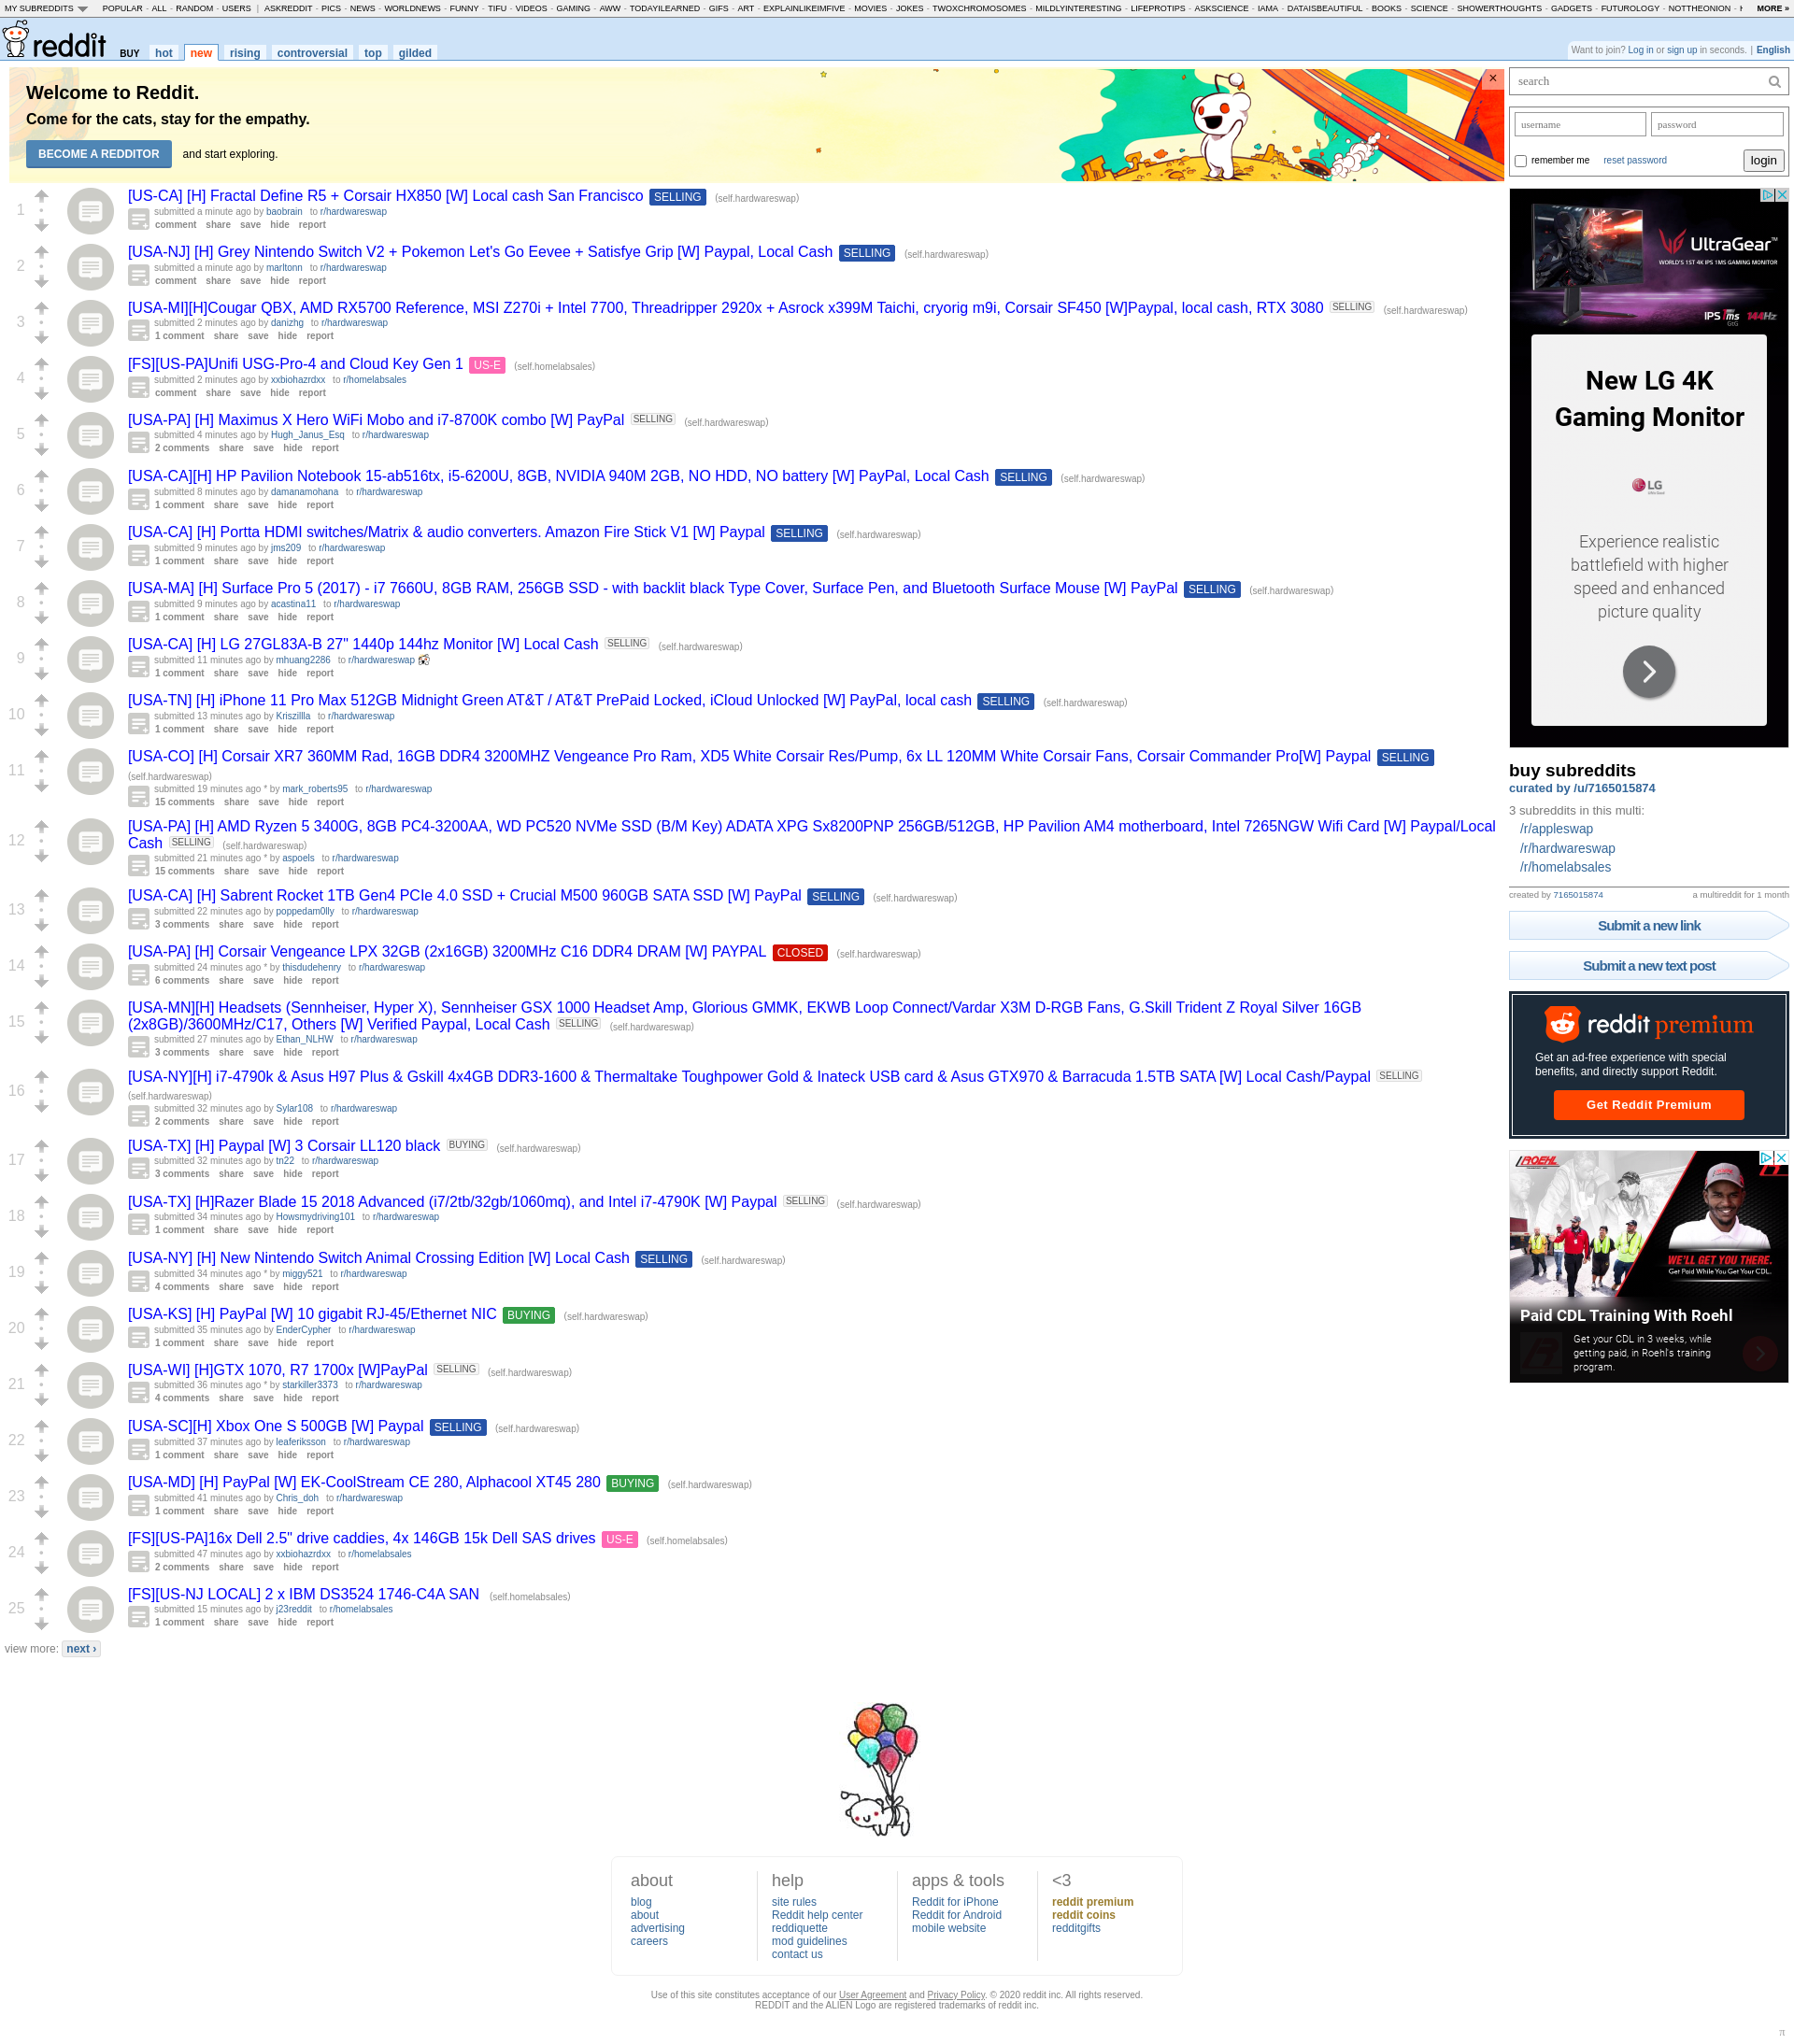 MY SUBREDDITS POPULAR - ALL - RANDOM - USERS | ASKREDDIT - PICS - NEWS - WORLDNEWS - FUNNY - TIFU - VIDEOS - GAMING - AWW - TODAYILEARNED - GIFS - ART - EXPLAINLIKEIMFIVE - MOVIES - JOKES - TWOXCHROMOSOMES - MILDLYINTERESTING - LIFEPROTIPS - ASKSCIENCE - IAMA - DATAISBEAUTIFUL - BOOKS - SCIENCE - SHOWERTHOUGHTS - GADGETS - FUTUROLOGY - NOTTHEONION - MORE »
reddit BUY hot new rising controversial top gilded
Want to join? Log in or sign up in seconds. | English
Welcome to Reddit.
Come for the cats, stay for the empathy.
BECOME A REDDITOR and start exploring.
1
[US-CA] [H] Fractal Define R5 + Corsair HX850 [W] Local cash San Francisco SELLING (self.hardwareswap)
submitted a minute ago by baobrain to r/hardwareswap
comment share save hide report
2
[USA-NJ] [H] Grey Nintendo Switch V2 + Pokemon Let's Go Eevee + Satisfye Grip [W] Paypal, Local Cash SELLING (self.hardwareswap)
submitted a minute ago by marltonn to r/hardwareswap
comment share save hide report
3
[USA-MI][H]Cougar QBX, AMD RX5700 Reference, MSI Z270i + Intel 7700, Threadripper 2920x + Asrock x399M Taichi, cryorig m9i, Corsair SF450 [W]Paypal, local cash, RTX 3080 SELLING (self.hardwareswap)
submitted 2 minutes ago by danizhg to r/hardwareswap
1 comment share save hide report
4
[FS][US-PA]Unifi USG-Pro-4 and Cloud Key Gen 1 US-E (self.homelabsales)
submitted 2 minutes ago by xxbiohazrdxx to r/homelabsales
comment share save hide report
5
[USA-PA] [H] Maximus X Hero WiFi Mobo and i7-8700K combo [W] PayPal SELLING (self.hardwareswap)
submitted 4 minutes ago by Hugh_Janus_Esq to r/hardwareswap
2 comments share save hide report
6
[USA-CA][H] HP Pavilion Notebook 15-ab516tx, i5-6200U, 8GB, NVIDIA 940M 2GB, NO HDD, NO battery [W] PayPal, Local Cash SELLING (self.hardwareswap)
submitted 8 minutes ago by damanamohana to r/hardwareswap
1 comment share save hide report
7
[USA-CA] [H] Portta HDMI switches/Matrix & audio converters. Amazon Fire Stick V1 [W] Paypal SELLING (self.hardwareswap)
submitted 9 minutes ago by jms209 to r/hardwareswap
1 comment share save hide report
8
[USA-MA] [H] Surface Pro 5 (2017) - i7 7660U, 8GB RAM, 256GB SSD - with backlit black Type Cover, Surface Pen, and Bluetooth Surface Mouse [W] PayPal SELLING (self.hardwareswap)
submitted 9 minutes ago by acastina11 to r/hardwareswap
1 comment share save hide report
9
[USA-CA] [H] LG 27GL83A-B 27" 1440p 144hz Monitor [W] Local Cash SELLING (self.hardwareswap)
submitted 11 minutes ago by mhuang2286 to r/hardwareswap
1 comment share save hide report
10
[USA-TN] [H] iPhone 11 Pro Max 512GB Midnight Green AT&T / AT&T PrePaid Locked, iCloud Unlocked [W] PayPal, local cash SELLING (self.hardwareswap)
submitted 13 minutes ago by Kriszillla to r/hardwareswap
1 comment share save hide report
11
[USA-CO] [H] Corsair XR7 360MM Rad, 16GB DDR4 3200MHZ Vengeance Pro Ram, XD5 White Corsair Res/Pump, 6x LL 120MM White Corsair Fans, Corsair Commander Pro[W] Paypal SELLING
(self.hardwareswap)
submitted 19 minutes ago * by mark_roberts95 to r/hardwareswap
15 comments share save hide report
12
[USA-PA] [H] AMD Ryzen 5 3400G, 8GB PC4-3200AA, WD PC520 NVMe SSD (B/M Key) ADATA XPG Sx8200PNP 256GB/512GB, HP Pavilion AM4 motherboard, Intel 7265NGW Wifi Card [W] Paypal/Local
Cash SELLING (self.hardwareswap)
submitted 21 minutes ago * by aspoels to r/hardwareswap
15 comments share save hide report
13
[USA-CA] [H] Sabrent Rocket 1TB Gen4 PCIe 4.0 SSD + Crucial M500 960GB SATA SSD [W] PayPal SELLING (self.hardwareswap)
submitted 22 minutes ago by poppedam0lly to r/hardwareswap
3 comments share save hide report
14
[USA-PA] [H] Corsair Vengeance LPX 32GB (2x16GB) 3200MHz C16 DDR4 DRAM [W] PAYPAL CLOSED (self.hardwareswap)
submitted 24 minutes ago * by thisdudehenry to r/hardwareswap
6 comments share save hide report
15
[USA-MN][H] Headsets (Sennheiser, Hyper X), Sennheiser GSX 1000 Headset Amp, Glorious GMMK, EKWB Loop Connect/Vardar X3M D-RGB Fans, G.Skill Trident Z Royal Silver 16GB
(2x8GB)/3600MHz/C17, Others [W] Verified Paypal, Local Cash SELLING (self.hardwareswap)
submitted 27 minutes ago by Ethan_NLHW to r/hardwareswap
3 comments share save hide report
16
[USA-NY][H] i7-4790k & Asus H97 Plus & Gskill 4x4GB DDR3-1600 & Thermaltake Toughpower Gold & Inateck USB card & Asus GTX970 & Barracuda 1.5TB SATA [W] Local Cash/Paypal SELLING
(self.hardwareswap)
submitted 32 minutes ago by Sylar108 to r/hardwareswap
2 comments share save hide report
17
[USA-TX] [H] Paypal [W] 3 Corsair LL120 black BUYING (self.hardwareswap)
submitted 32 minutes ago by tn22 to r/hardwareswap
3 comments share save hide report
18
[USA-TX] [H]Razer Blade 15 2018 Advanced (i7/2tb/32gb/1060mq), and Intel i7-4790K [W] Paypal SELLING (self.hardwareswap)
submitted 34 minutes ago by Howsmydriving101 to r/hardwareswap
1 comment share save hide report
19
[USA-NY] [H] New Nintendo Switch Animal Crossing Edition [W] Local Cash SELLING (self.hardwareswap)
submitted 34 minutes ago * by miggy521 to r/hardwareswap
4 comments share save hide report
20
[USA-KS] [H] PayPal [W] 10 gigabit RJ-45/Ethernet NIC BUYING (self.hardwareswap)
submitted 35 minutes ago by EnderCypher to r/hardwareswap
1 comment share save hide report
21
[USA-WI] [H]GTX 1070, R7 1700x [W]PayPal SELLING (self.hardwareswap)
submitted 36 minutes ago * by starkiller3373 to r/hardwareswap
4 comments share save hide report
22
[USA-SC][H] Xbox One S 500GB [W] Paypal SELLING (self.hardwareswap)
submitted 37 minutes ago by leaferiksson to r/hardwareswap
1 comment share save hide report
23
[USA-MD] [H] PayPal [W] EK-CoolStream CE 280, Alphacool XT45 280 BUYING (self.hardwareswap)
submitted 41 minutes ago by Chris_doh to r/hardwareswap
1 comment share save hide report
24
[FS][US-PA]16x Dell 2.5" drive caddies, 4x 146GB 15k Dell SAS drives US-E (self.homelabsales)
submitted 47 minutes ago by xxbiohazrdxx to r/homelabsales
2 comments share save hide report
25
[FS][US-NJ LOCAL] 2 x IBM DS3524 1746-C4A SAN (self.homelabsales)
submitted 15 minutes ago by j23reddit to r/homelabsales
1 comment share save hide report
view more: next ›
search
username password
remember me reset password login
UltraGear™
WORLD'S 1ST 4K IPS 1MS GAMING MONITOR
IPS 1ms GtG 144Hz
New LG 4K
Gaming Monitor
LG
Experience realistic
battlefield with higher
speed and enhanced
picture quality
buy subreddits
curated by /u/7165015874
3 subreddits in this multi:
/r/appleswap
/r/hardwareswap
/r/homelabsales
created by 7165015874 a multireddit for 1 month
Submit a new link
Submit a new text post
reddit premium
Get an ad-free experience with special
benefits, and directly support Reddit.
Get Reddit Premium
ROEHL
WE'LL GET YOU THERE.
Get Paid While You Get Your CDL.
Paid CDL Training With Roehl
Get your CDL in 3 weeks, while
getting paid, in Roehl's training
program.
about help apps & tools <3
blog site rules Reddit for iPhone reddit premium
about Reddit help center Reddit for Android reddit coins
advertising reddiquette mobile website redditgifts
careers mod guidelines
contact us
Use of this site constitutes acceptance of our User Agreement and Privacy Policy. © 2020 reddit inc. All rights reserved.
REDDIT and the ALIEN Logo are registered trademarks of reddit inc.
π